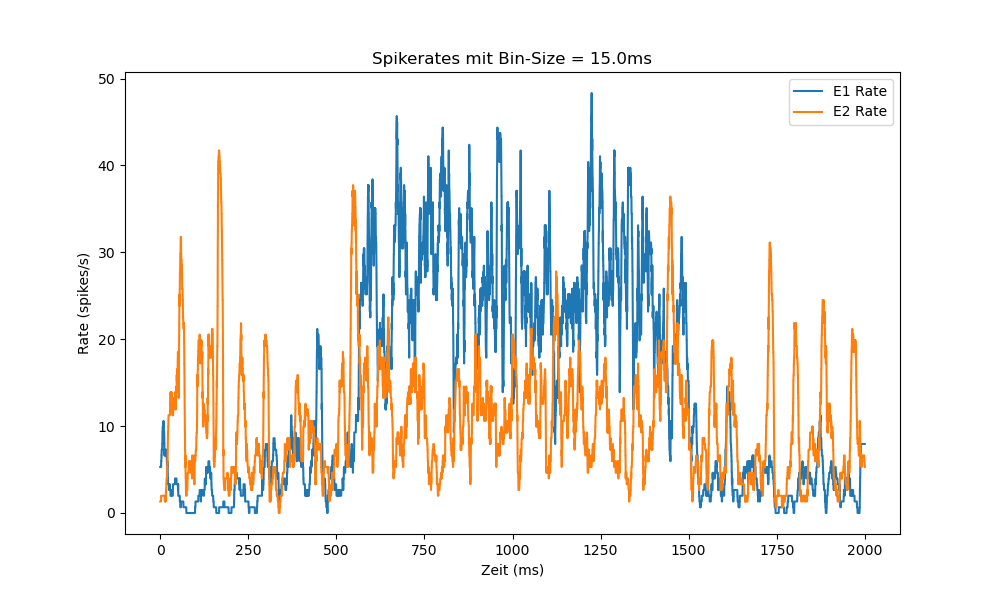 Spikerates mit Bin-Size = 15.0ms
E1 Rate
E2 Rate
50
40
30
20
10
0
Rate (spikes/s)
0 250 500 750 1000 1250 1500 1750 2000
Zeit (ms)